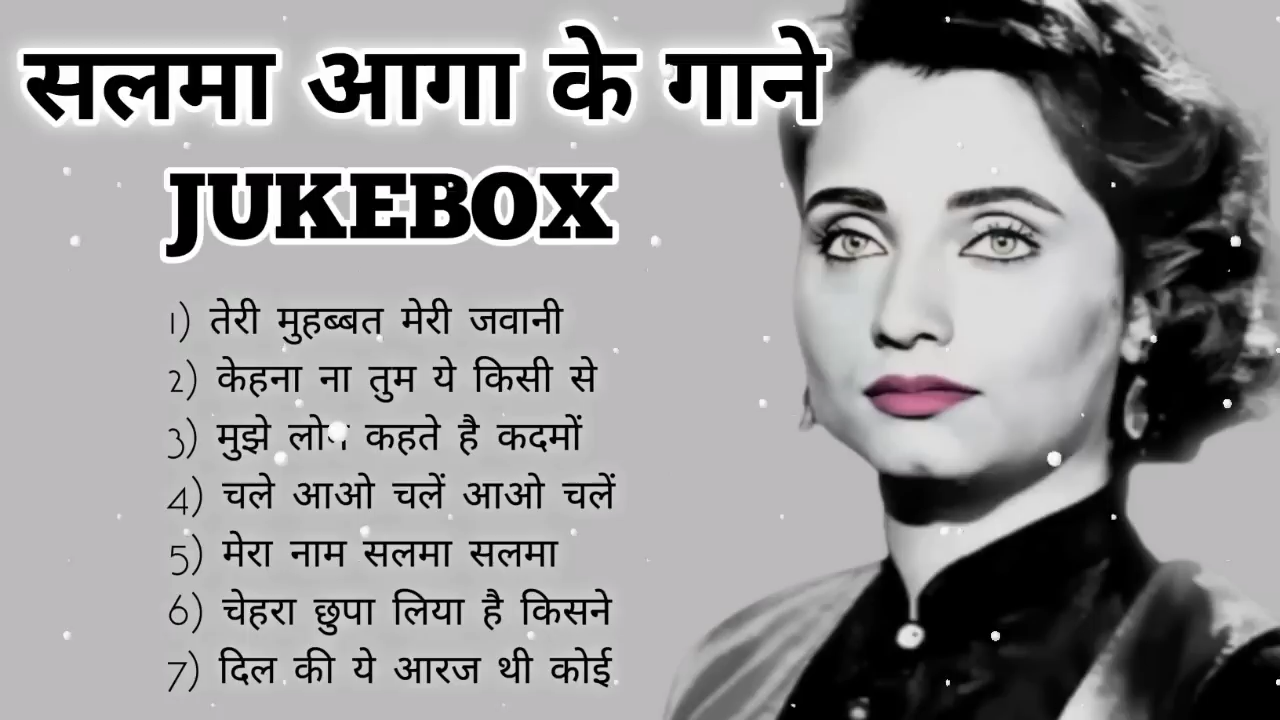 सलमा आगा के गाने
JUKEBOX
1) तेरी मुहब्बत मेरी जवानी
2) केहना ना तुम ये किसी से
3) मुझे लोग कहते है कदमों
4) चले आओ चलें आओ चलें
5) मेरा नाम सलमा सलमा
6) चेहरा छुपा लिया है किसने
7) दिल की ये आरज थी कोई